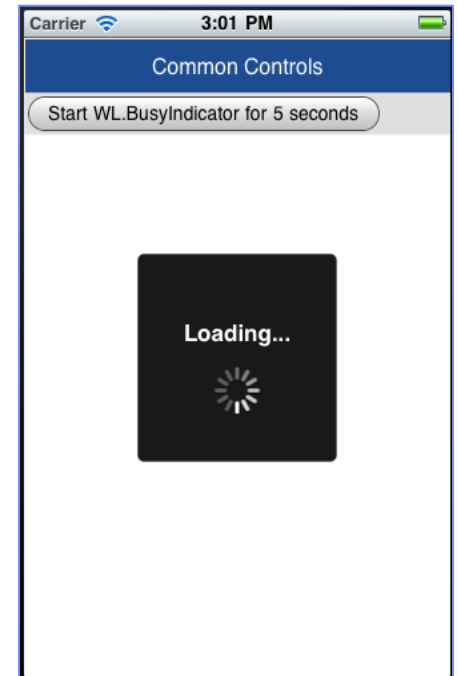 Carrier 3:01 PM
Common Controls
Start WL.BusyIndicator for 5 seconds
Loading...